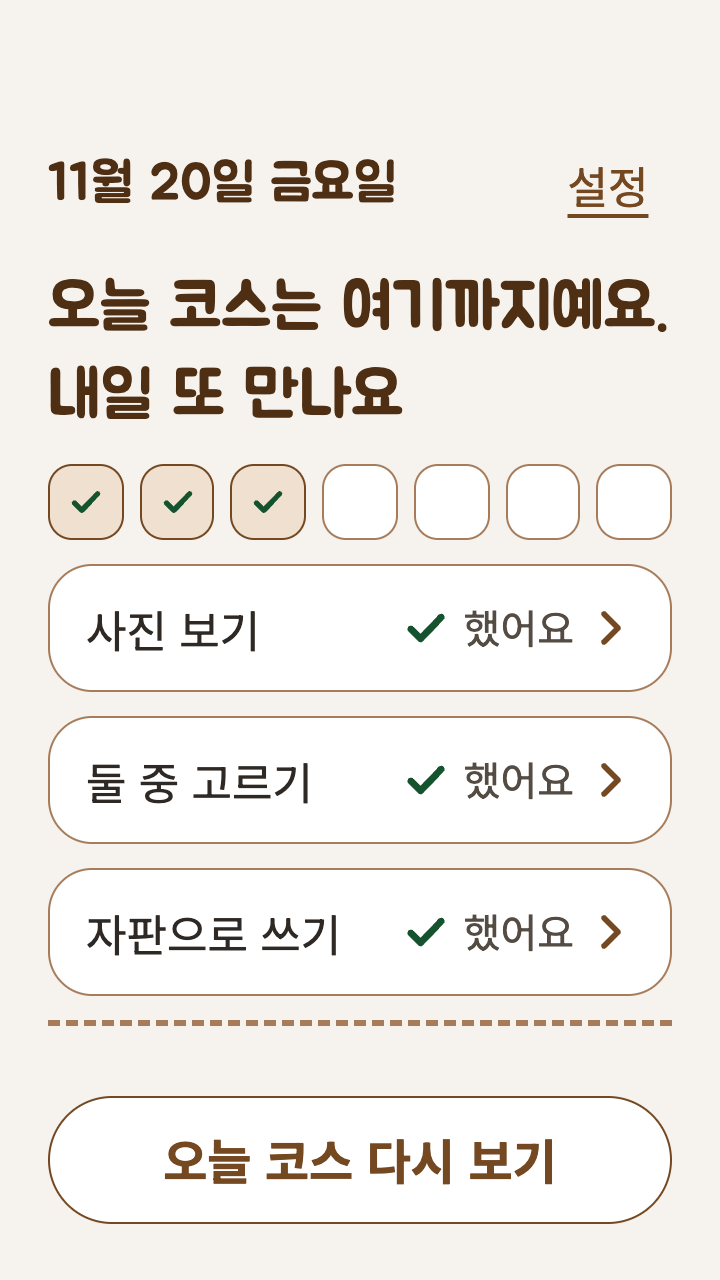 11월 20일 금요일
설정
오늘 코스는 여기까지예요.
내일 또 만나요
사진 보기
했어요
둘 중 고르기
했어요
자판으로 쓰기
했어요
오늘 코스 다시 보기